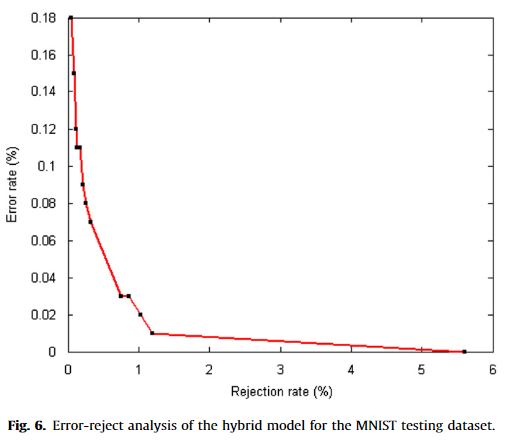 0.18
0.16
0.14
0.12
0.1
0.08
0.06
0.04
0.02
0
Error rate (%)
0 1 2 3 4 5 6
Rejection rate (%)
Fig. 6. Error-reject analysis of the hybrid model for the MNIST testing dataset.